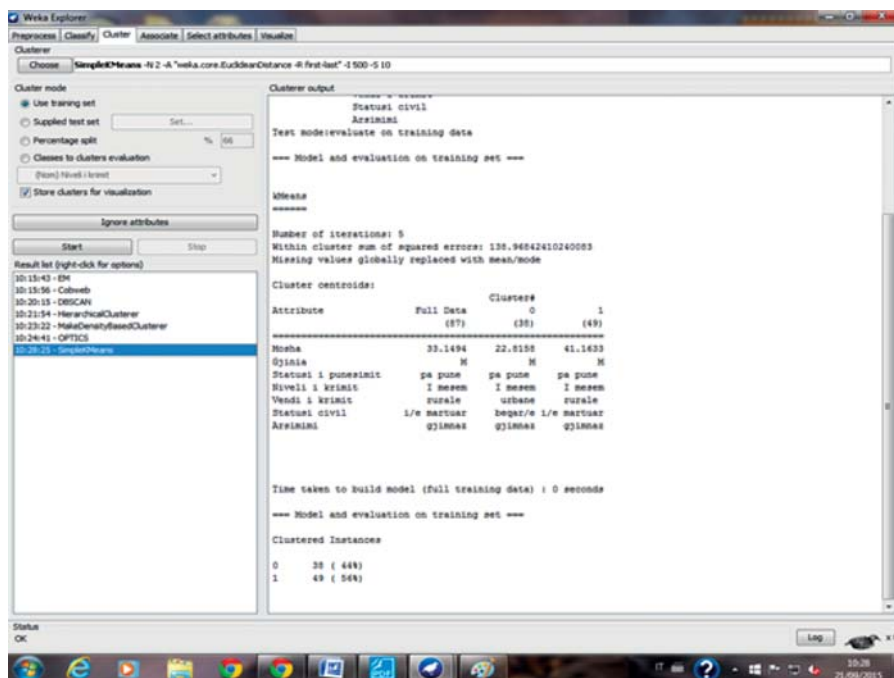 Weka Explorer
Preprocess Classify Cluster Associate Select attributes Visualize
Clusterer
Choose SimpleKMeans -N 2 -A "weka.core.EuclideanDistance -R first-last" -I 500 -S 10
Cluster mode
Use training set
Supplied test set Set...
Percentage split % 66
Classes to clusters evaluation
(Nom) Niveli i krimit
Store clusters for visualization
Ignore attributes
Start Stop
Result list (right-click for options)
10:15:43 - EM
10:15:56 - Cobweb
10:20:15 - DBSCAN
10:21:54 - HierarchicalClusterer
10:23:22 - MakeDensityBasedClusterer
10:24:41 - OPTICS
10:28:25 - SimpleKMeans
Clusterer output
Statusi civil
Arsimimi
Test mode:evaluate on training data
=== Model and evaluation on training set ===
kMeans
======
Number of iterations: 5
Within cluster sum of squared errors: 138.96842410240083
Missing values globally replaced with mean/mode
Cluster centroids:
Cluster#
Attribute Full Data 0 1
(87) (38) (49)
Mosha 33.1494 22.8158 41.1633
Gjinia M M M
Statusi i punesimit pa pune pa pune pa pune
Niveli i krimit I mesem I mesem I mesem
Vendi i krimit rurale urbane rurale
Statusi civil i/e martuar beqar/e i/e martuar
Arsimimi gjimnaz gjimnaz gjimnaz
Time taken to build model (full training data) : 0 seconds
=== Model and evaluation on training set ===
Clustered Instances
0 38 ( 44%)
1 49 ( 56%)
Status
OK
Log x
IT
10:28
21/09/2015